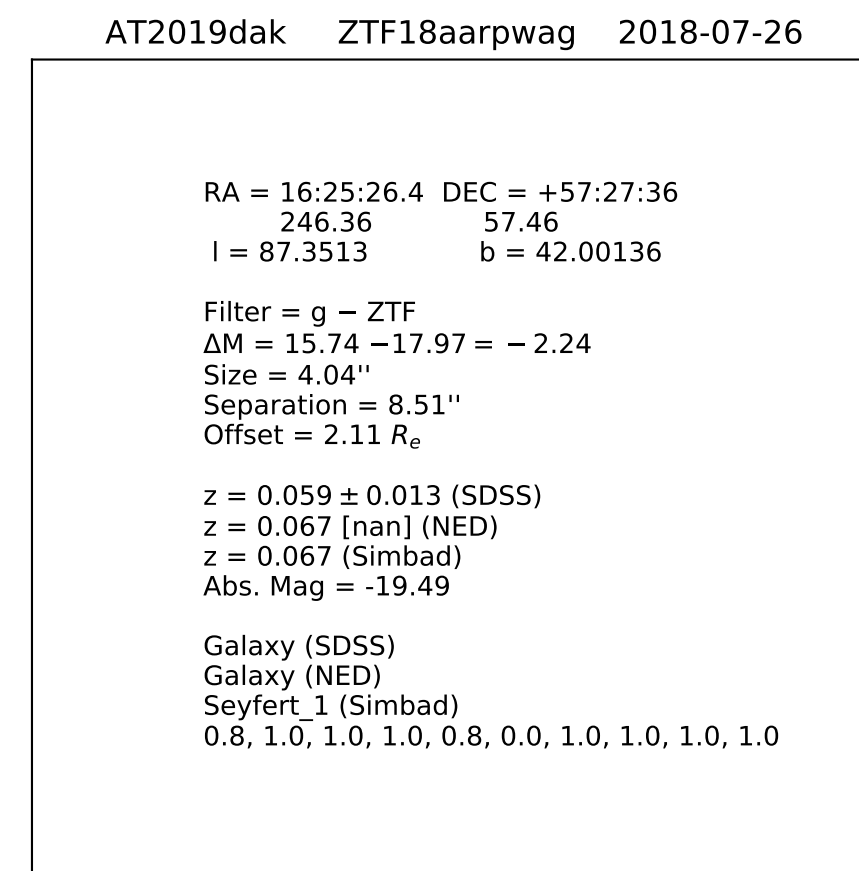 AT2019dak ZTF18aarpwag 2018-07-26
RA = 16:25:26.4 DEC = +57:27:36
246.36 57.46
l = 87.3513 b = 42.00136
Filter = g − ZTF
ΔM = 15.74 −17.97 = − 2.24
Size = 4.04''
Separation = 8.51''
Offset = 2.11 Rₑ
z = 0.059 ± 0.013 (SDSS)
z = 0.067 [nan] (NED)
z = 0.067 (Simbad)
Abs. Mag = -19.49
Galaxy (SDSS)
Galaxy (NED)
Seyfert_1 (Simbad)
0.8, 1.0, 1.0, 1.0, 0.8, 0.0, 1.0, 1.0, 1.0, 1.0